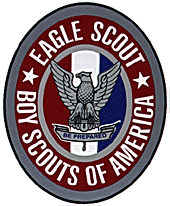 EAGLE SCOUT
BE PREPARED
BOY SCOUTS OF AMERICA